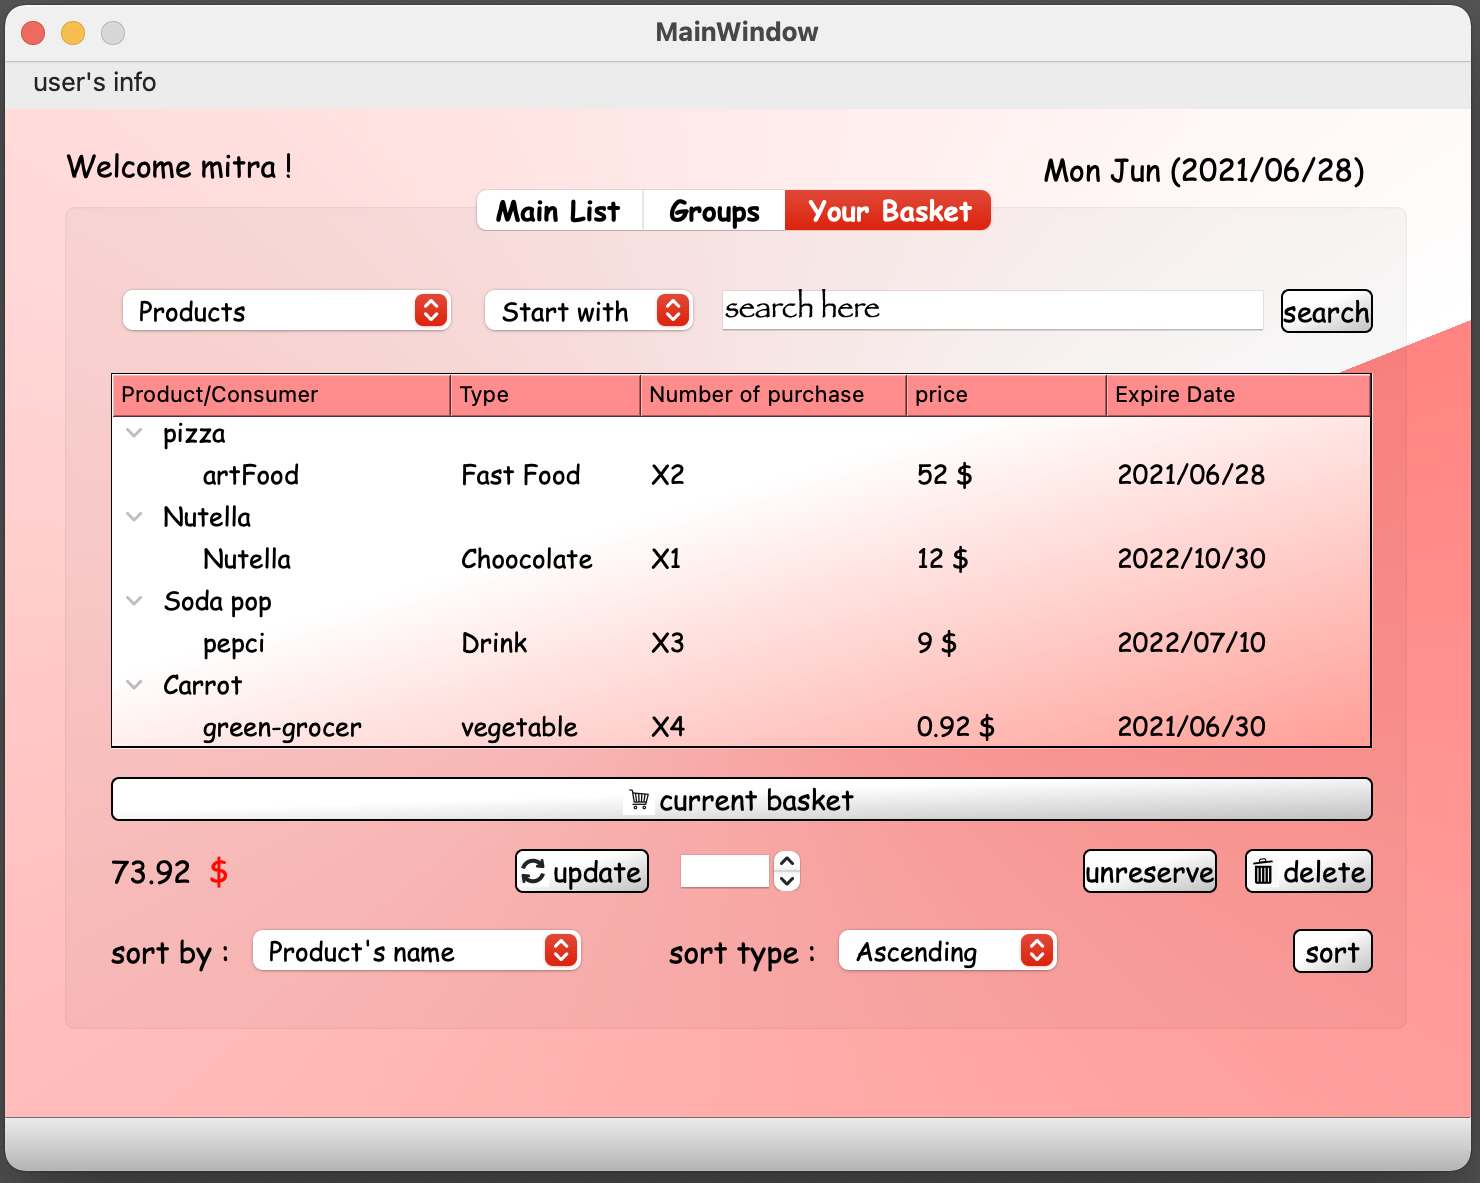 MainWindow
user's info
Welcome mitra !
Mon Jun (2021/06/28)
Main List Groups Your Basket
Products Start with search here search
Product/Consumer Type Number of purchase price Expire Date
pizza
artFood Fast Food X2 52 $ 2021/06/28
Nutella
Nutella Choocolate X1 12 $ 2022/10/30
Soda pop
pepci Drink X3 9 $ 2022/07/10
Carrot
green-grocer vegetable X4 0.92 $ 2021/06/30
current basket
73.92 $ update unreserve delete
sort by : Product's name sort type : Ascending sort